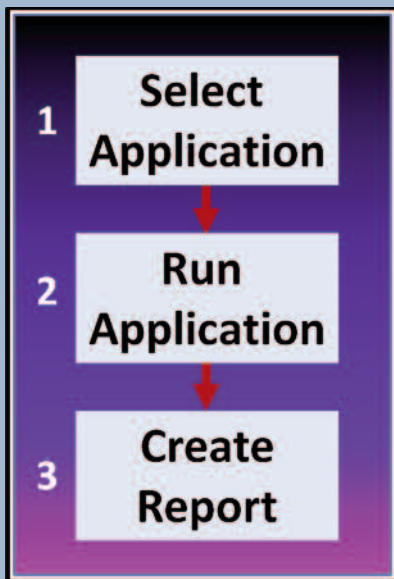 1
Select
Application
2
Run
Application
3
Create
Report